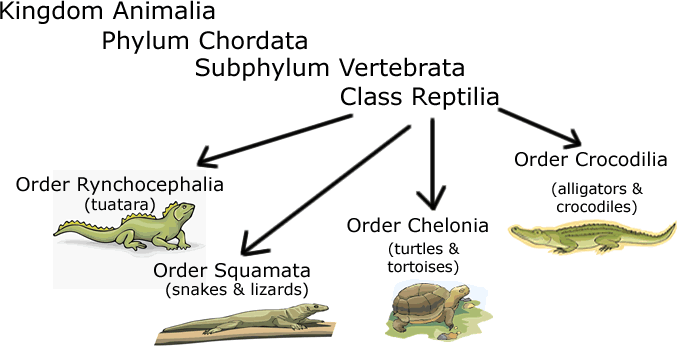 Kingdom Animalia
Phylum Chordata
Subphylum Vertebrata
Class Reptilia
Order Rynchocephalia
(tuatara)
Order Squamata
(snakes & lizards)
Order Chelonia
(turtles &
tortoises)
Order Crocodilia
(alligators &
crocodiles)